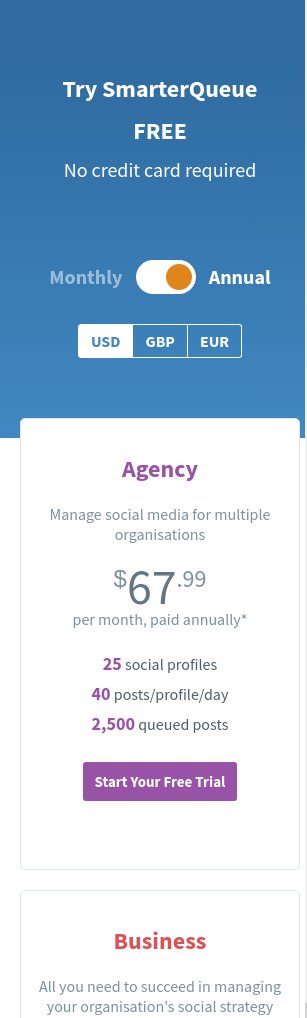 Try SmarterQueue
FREE
No credit card required
Monthly Annual
USD GBP EUR
Agency
Manage social media for multiple
organisations
$67.99
per month, paid annually*
25 social profiles
40 posts/profile/day
2,500 queued posts
Start Your Free Trial
Business
All you need to succeed in managing
your organisation's social strategy